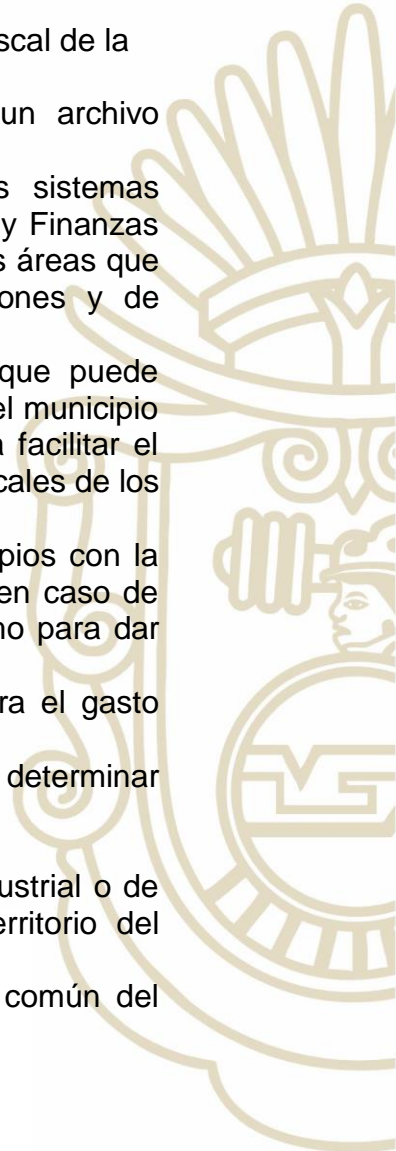 scal de la
un archivo
s sistemas
y Finanzas
s áreas que
ones y de
que puede
el municipio
a facilitar el
cales de los
pios con la
en caso de
no para dar
ra el gasto
determinar
ustrial o de
erritorio del
común del